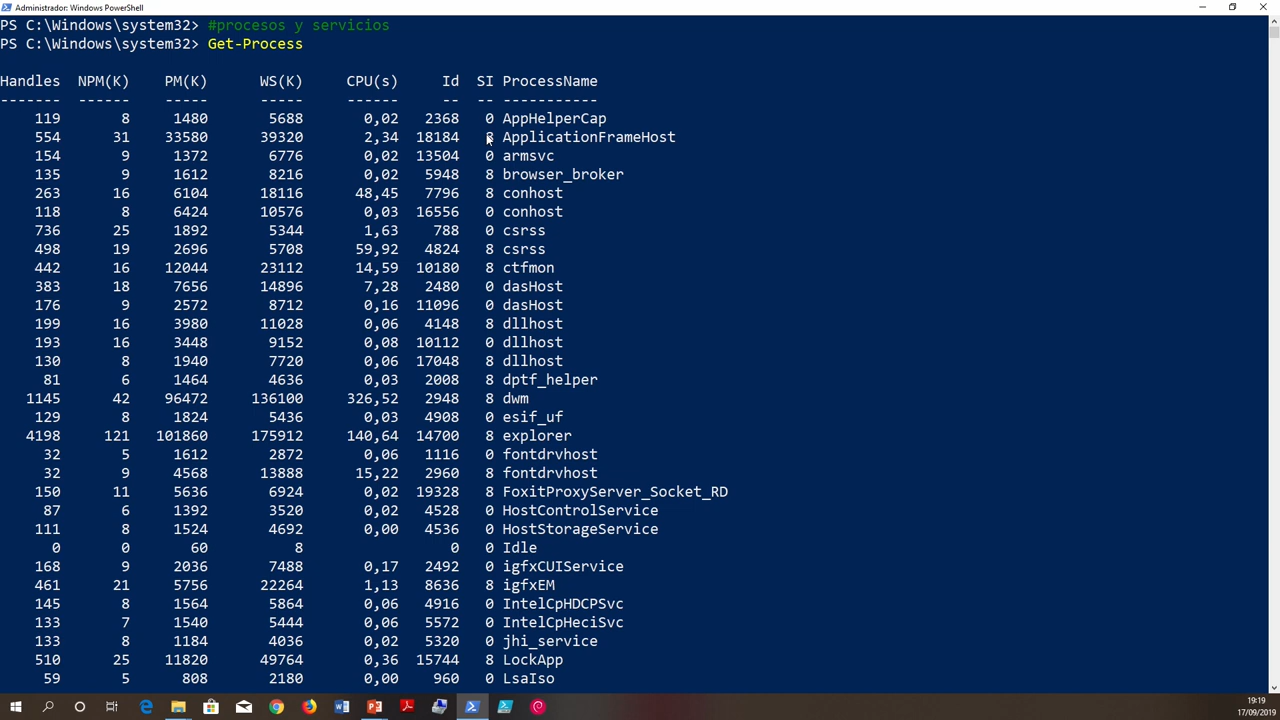 Administrador: Windows PowerShell
PS C:\Windows\system32> #procesos y servicios
PS C:\Windows\system32> Get-Process
Handles NPM(K) PM(K) WS(K) CPU(s) Id SI ProcessName
------- ------ ----- ----- ------ -- -- -----------
119 8 1480 5688 0,02 2368 0 AppHelperCap
554 31 33580 39320 2,34 18184 8 ApplicationFrameHost
154 9 1372 6776 0,02 13504 0 armsvc
135 9 1612 8216 0,02 5948 8 browser_broker
263 16 6104 18116 48,45 7796 8 conhost
118 8 6424 10576 0,03 16556 0 conhost
736 25 1892 5344 1,63 788 0 csrss
498 19 2696 5708 59,92 4824 8 csrss
442 16 12044 23112 14,59 10180 8 ctfmon
383 18 7656 14896 7,28 2480 0 dasHost
176 9 2572 8712 0,16 11096 0 dasHost
199 16 3980 11028 0,06 4148 8 dllhost
193 16 3448 9152 0,08 10112 0 dllhost
130 8 1940 7720 0,06 17048 8 dllhost
81 6 1464 4636 0,03 2008 8 dptf_helper
1145 42 96472 136100 326,52 2948 8 dwm
129 8 1824 5436 0,03 4908 0 esif_uf
4198 121 101860 175912 140,64 14700 8 explorer
32 5 1612 2872 0,06 1116 0 fontdrvhost
32 9 4568 13888 15,22 2960 8 fontdrvhost
150 11 5636 6924 0,02 19328 8 FoxitProxyServer_Socket_RD
87 6 1392 3520 0,02 4528 0 HostControlService
111 8 1524 4692 0,00 4536 0 HostStorageService
0 0 60 8 0 0 Idle
168 9 2036 7488 0,17 2492 0 igfxCUIService
461 21 5756 22264 1,13 8636 8 igfxEM
145 8 1564 5864 0,06 4916 0 IntelCpHDCPSvc
133 7 1540 5444 0,06 5572 0 IntelCpHeciSvc
133 8 1184 4036 0,02 5320 0 jhi_service
510 25 11820 49764 0,36 15744 8 LockApp
59 5 808 2180 0,00 960 0 LsaIso
19:19
17/09/2019